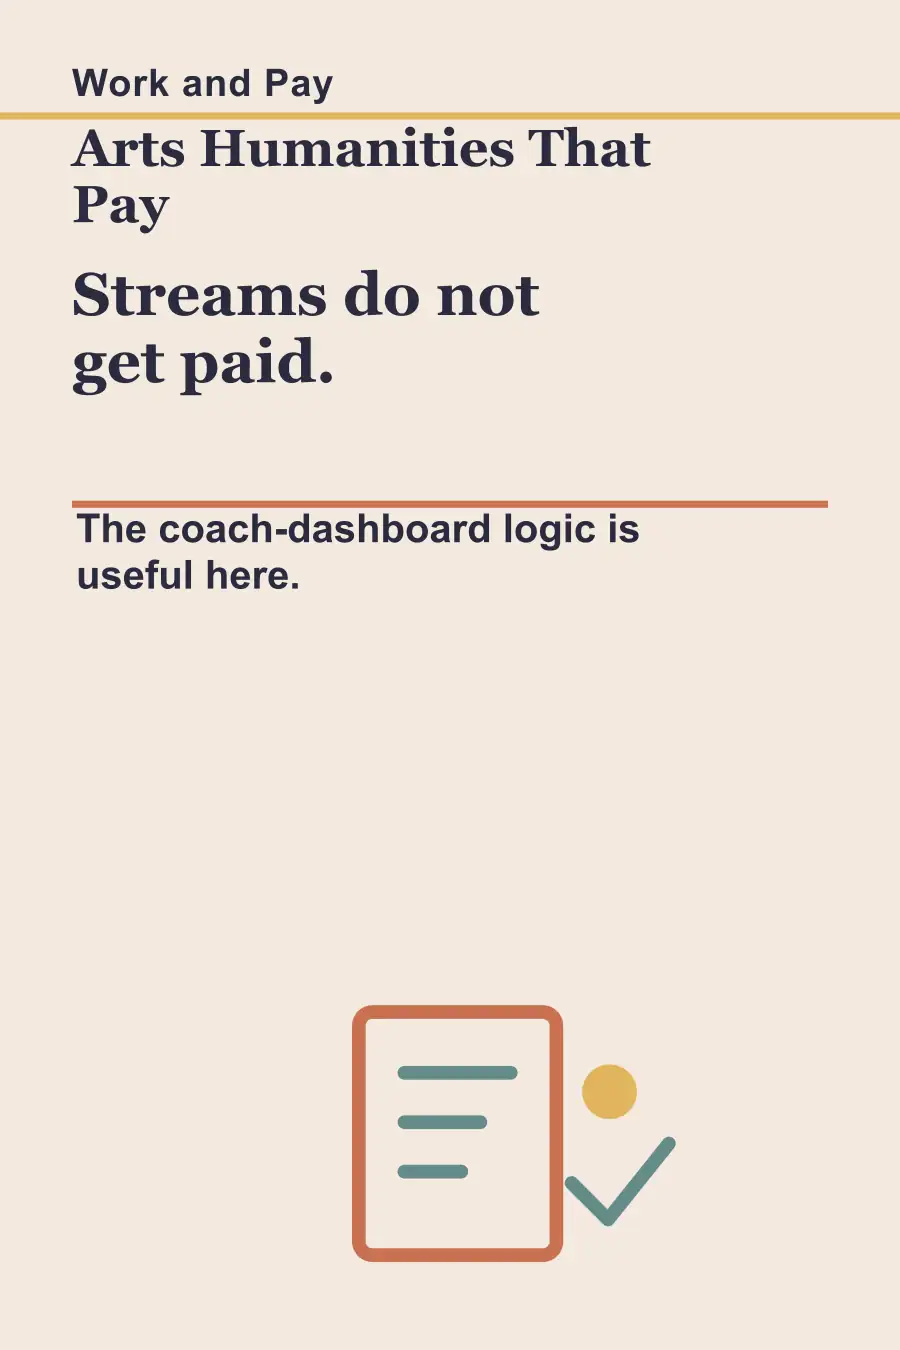 Work and Pay
Arts Humanities That
Pay
Streams do not
get paid.
The coach-dashboard logic is
useful here.